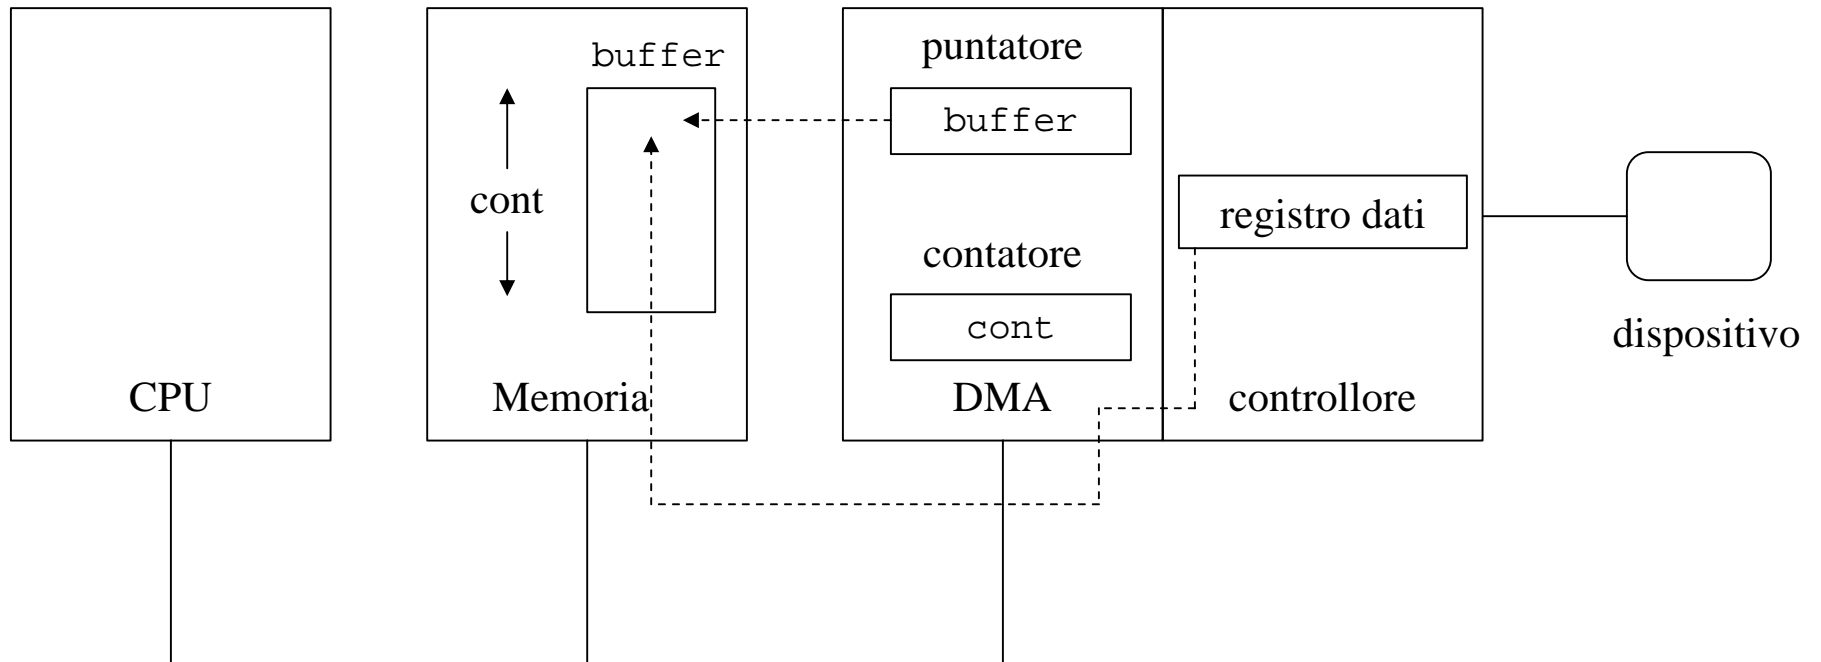 buffer
cont
CPU
Memoria
puntatore
buffer
contatore
cont
DMA
registro dati
controllore
dispositivo